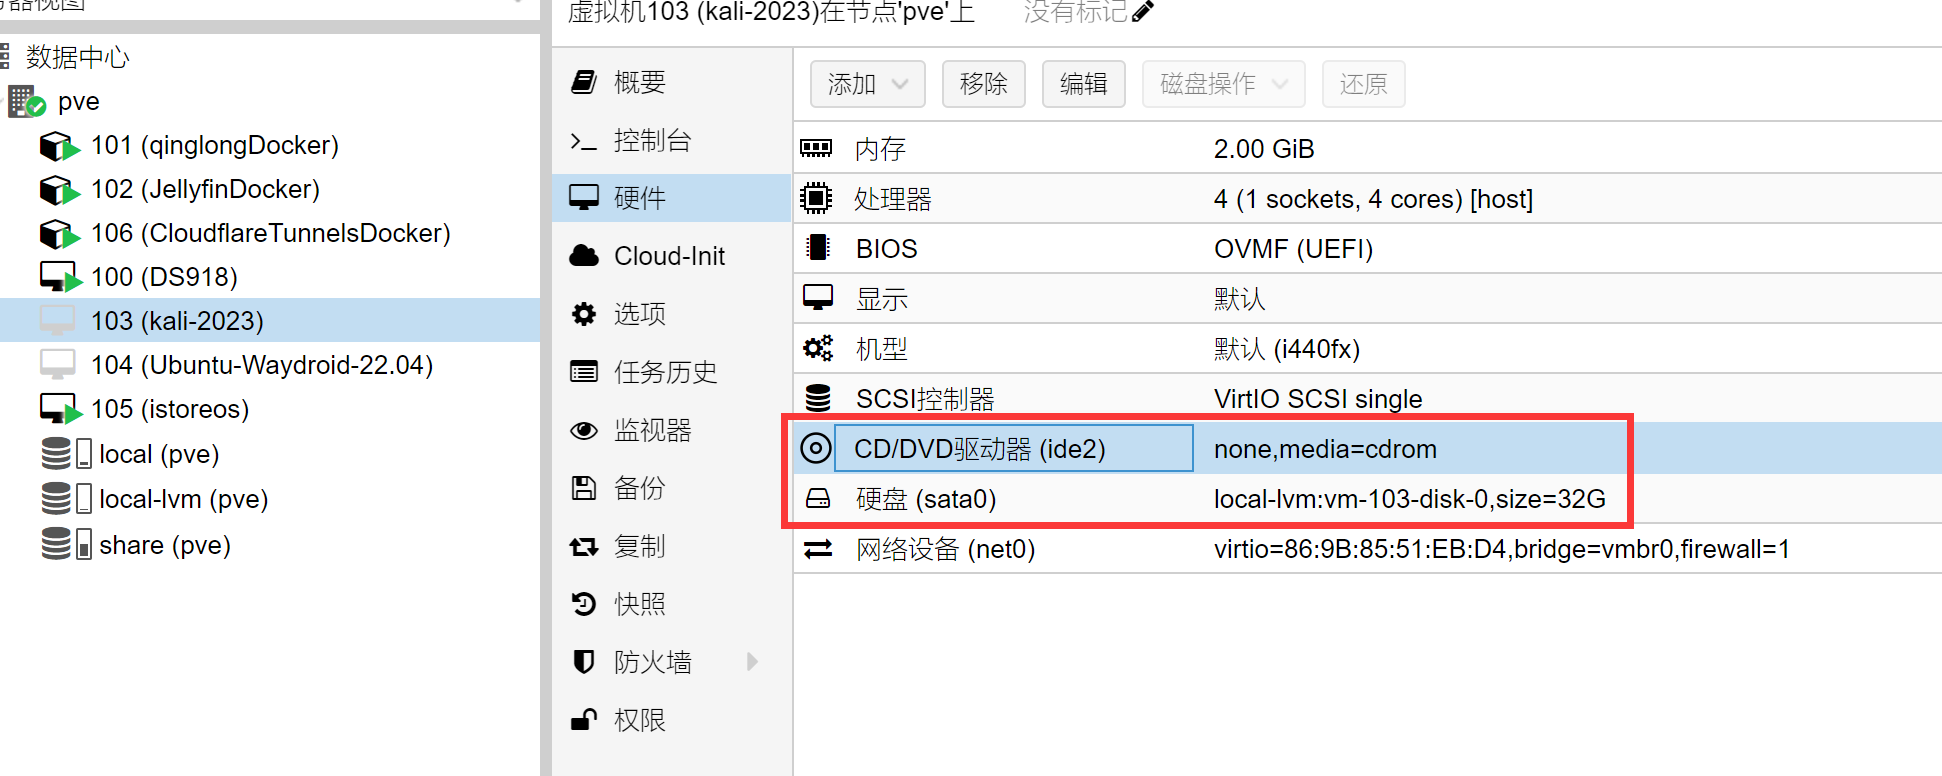 虚拟机103 (kali-2023)在节点'pve'上
没有标记
数据中心
pve
101 (qinglongDocker)
102 (JellyfinDocker)
106 (CloudflareTunnelsDocker)
100 (DS918)
103 (kali-2023)
104 (Ubuntu-Waydroid-22.04)
105 (istoreos)
local (pve)
local-lvm (pve)
share (pve)
概要
控制台
硬件
Cloud-Init
选项
任务历史
监视器
备份
复制
快照
防火墙
权限
添加 移除 编辑 磁盘操作 还原
内存 2.00 GiB
处理器 4 (1 sockets, 4 cores) [host]
BIOS OVMF (UEFI)
显示 默认
机型 默认 (i440fx)
SCSI控制器 VirtIO SCSI single
CD/DVD驱动器 (ide2) none,media=cdrom
硬盘 (sata0) local-lvm:vm-103-disk-0,size=32G
网络设备 (net0) virtio=86:9B:85:51:EB:D4,bridge=vmbr0,firewall=1